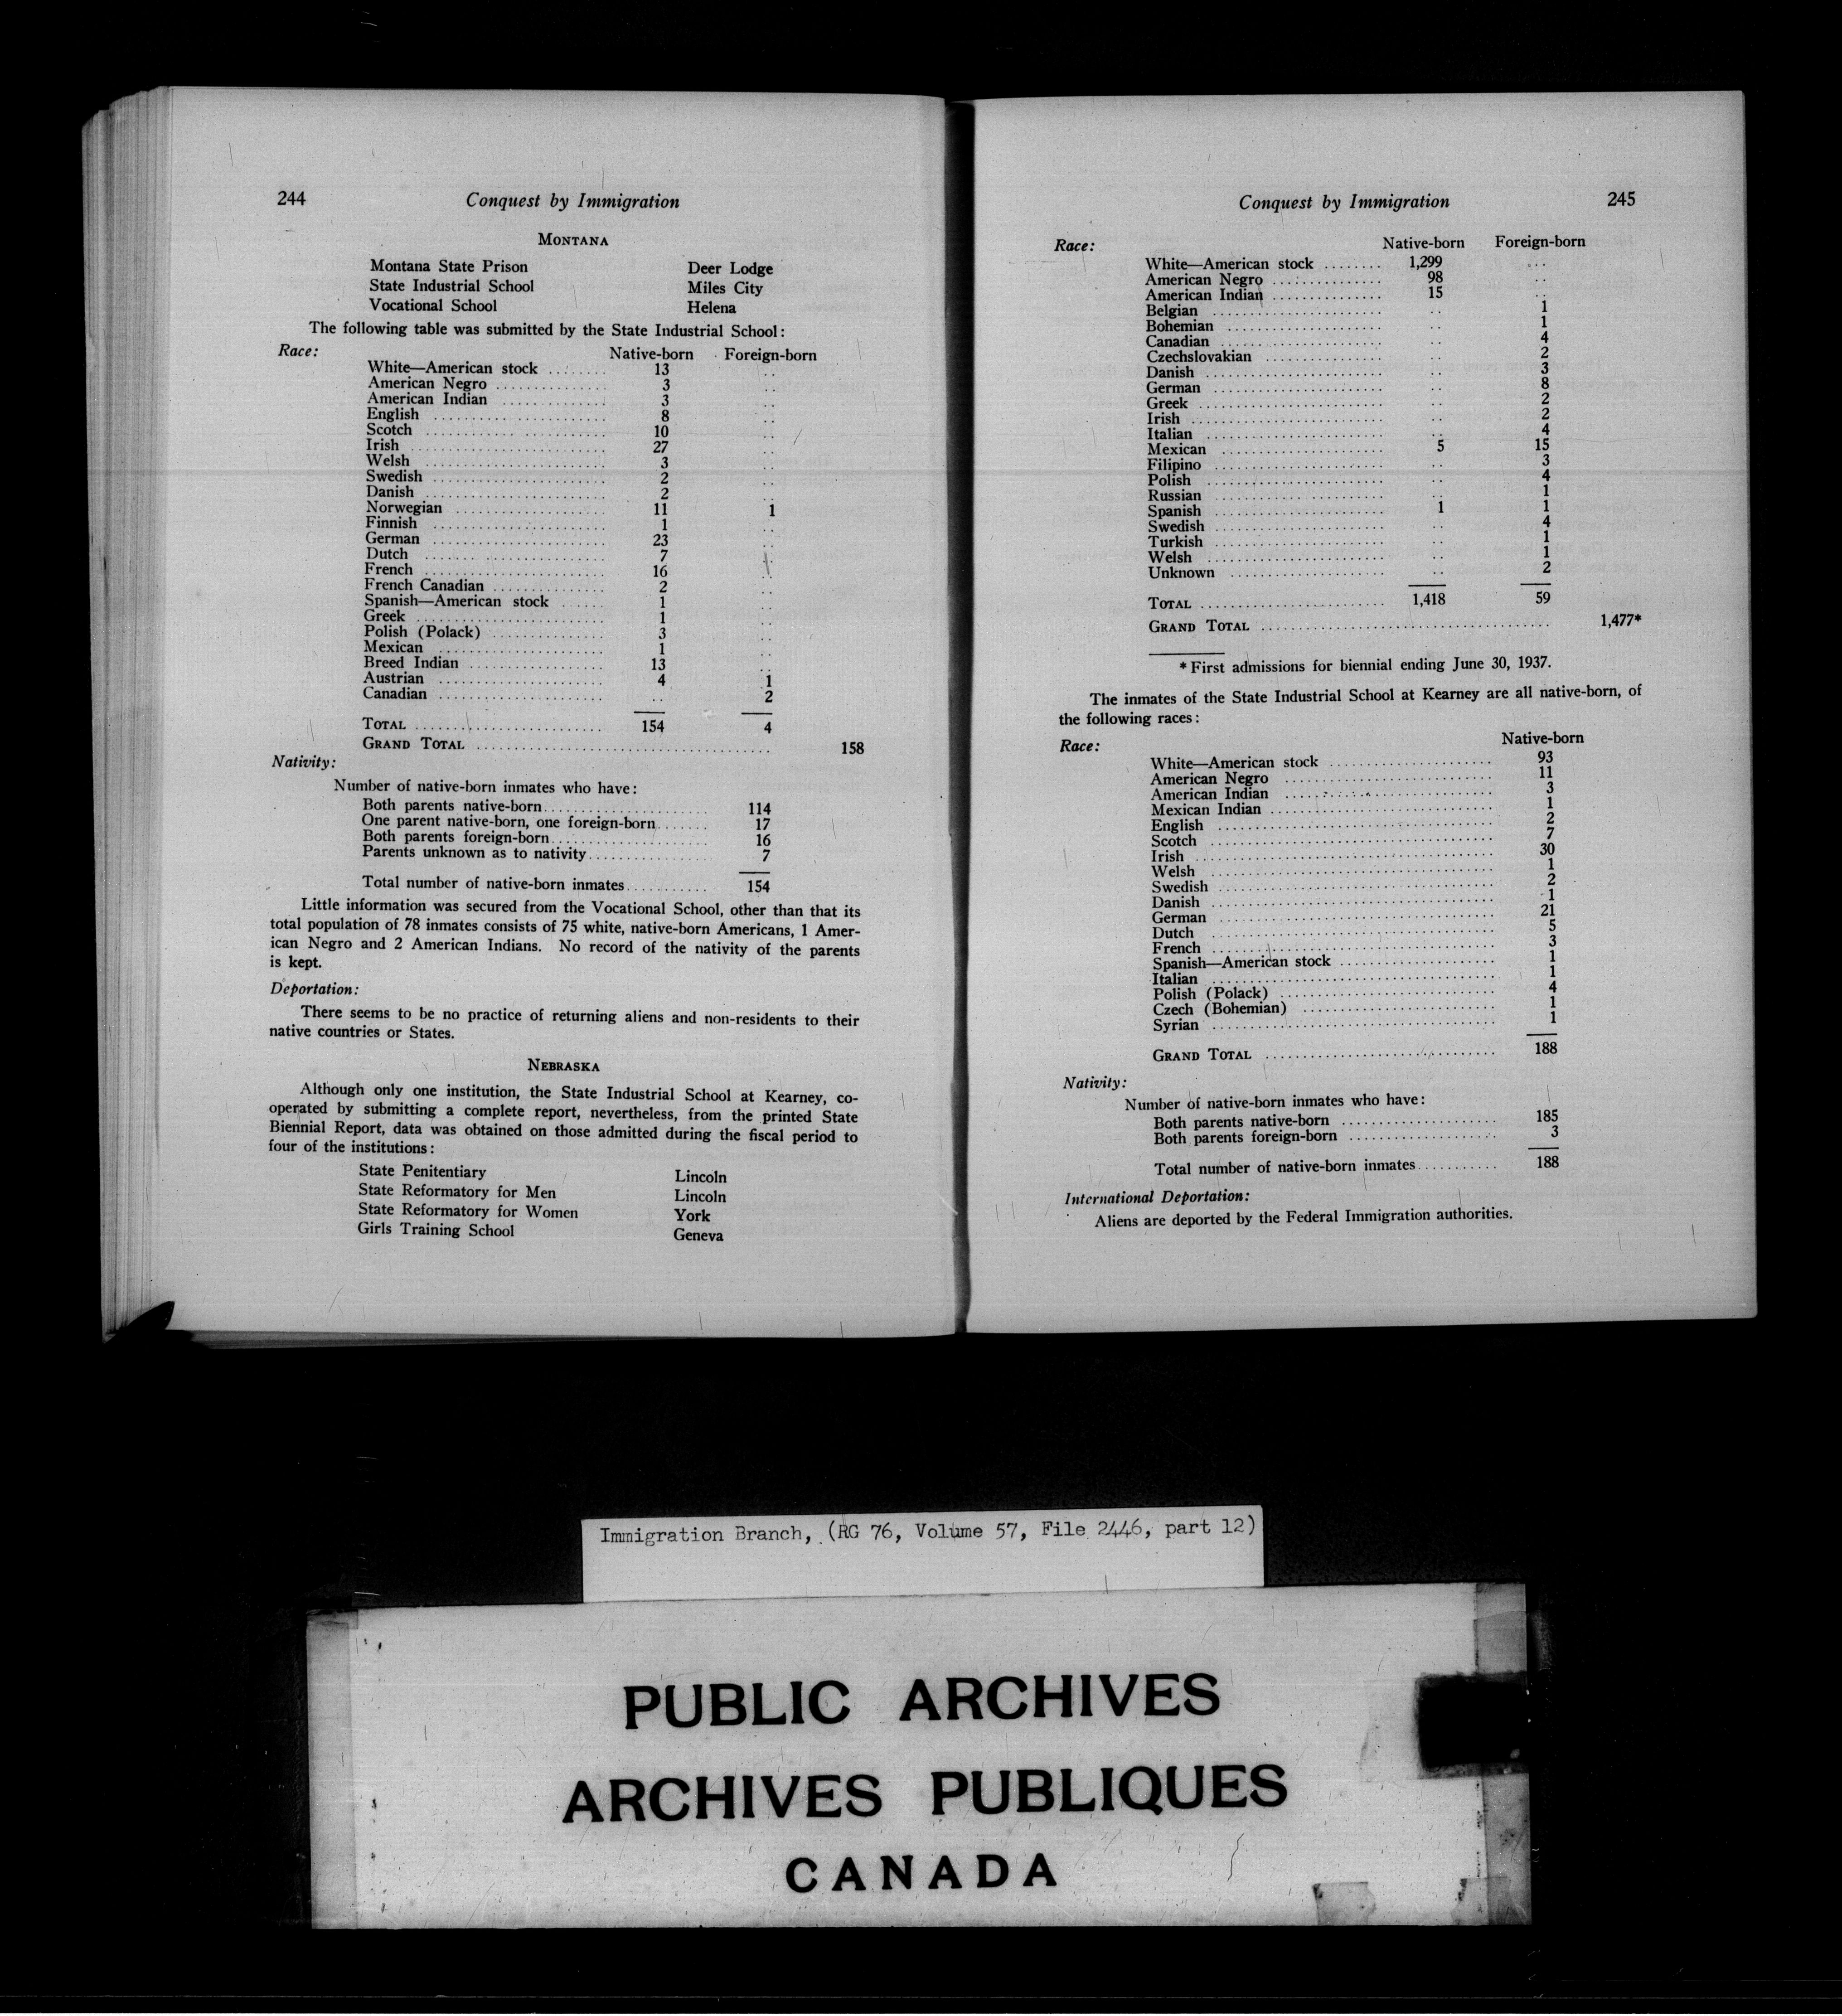 244 Conquest by Immigration
MONTANA
Montana State Prison Deer Lodge
State Industrial School Miles City
Vocational School Helena
The following table was submitted by the State Industrial School:
Race: Native-born Foreign-born
White—American stock ........ 13 ..
American Negro ............... 3 ..
American Indian .............. 3 ..
English ....................... 8 ..
Scotch ........................ 10 ..
Irish .......................... 27 ..
Welsh ........................ 3 ..
Swedish ....................... 2 ..
Danish ........................ 2 ..
Norwegian .................... 11 1
Finnish ....................... 1 ..
German ....................... 23 ..
Dutch ........................ 7 ..
French ........................ 16 ..
French Canadian ............... 2 ..
Spanish—American stock ...... 1 ..
Greek ......................... 1 ..
Polish (Polack) ............... 3 ..
Mexican ...................... 1 ..
Breed Indian .................. 13 ..
Austrian ...................... 4 1
Canadian ...................... .. 2
TOTAL ......................... 154 4
GRAND TOTAL ....................................... 158
Nativity:
Number of native-born inmates who have:
Both parents native-born...................... 114
One parent native-born, one foreign-born....... 17
Both parents foreign-born..................... 16
Parents unknown as to nativity................. 7
Total number of native-born inmates........... 154
Little information was secured from the Vocational School, other than that its
total population of 78 inmates consists of 75 white, native-born Americans, 1 Amer-
ican Negro and 2 American Indians. No record of the nativity of the parents
is kept.
Deportation:
There seems to be no practice of returning aliens and non-residents to their
native countries or States.
NEBRASKA
Although only one institution, the State Industrial School at Kearney, co-
operated by submitting a complete report, nevertheless, from the printed State
Biennial Report, data was obtained on those admitted during the fiscal period to
four of the institutions:
State Penitentiary Lincoln
State Reformatory for Men Lincoln
State Reformatory for Women York
Girls Training School Geneva
Conquest by Immigration 245
Race: Native-born Foreign-born
White—American stock ........ 1,299 ..
American Negro ............... 98 ..
American Indian ............... 15 ..
Belgian ....................... .. 1
Bohemian ..................... .. 1
Canadian ...................... .. 4
Czechslovakian ................ .. 2
Danish ........................ .. 3
German ....................... .. 8
Greek ......................... .. 2
Irish .......................... .. 2
Italian ........................ .. 4
Mexican ...................... 5 15
Filipino ....................... .. 3
Polish ........................ .. 4
Russian ....................... .. 1
Spanish ....................... 1 1
Swedish ....................... .. 4
Turkish ....................... .. 1
Welsh ........................ .. 1
Unknown ..................... .. 2
TOTAL ......................... 1,418 59
GRAND TOTAL ....................................... 1,477*
* First admissions for biennial ending June 30, 1937.
The inmates of the State Industrial School at Kearney are all native-born, of
the following races:
Race: Native-born
White—American stock ...................... 93
American Negro ............................ 11
American Indian ............................ 3
Mexican Indian .............................. 1
English ..................................... 2
Scotch ...................................... 7
Irish ........................................ 30
Welsh ...................................... 1
Swedish ..................................... 2
Danish ...................................... 1
German ..................................... 21
Dutch ...................................... 5
French ...................................... 3
Spanish—American stock ..................... 1
Italian ...................................... 1
Polish (Polack) ............................. 4
Czech (Bohemian) .......................... 1
Syrian ...................................... 1
GRAND TOTAL ............................... 188
Nativity:
Number of native-born inmates who have:
Both parents native-born ..................... 185
Both parents foreign-born .................... 3
Total number of native-born inmates........... 188
International Deportation:
Aliens are deported by the Federal Immigration authorities.
Immigration Branch, (RG 76, Volume 57, File 2446, part 12)
PUBLIC ARCHIVES
ARCHIVES PUBLIQUES
CANADA